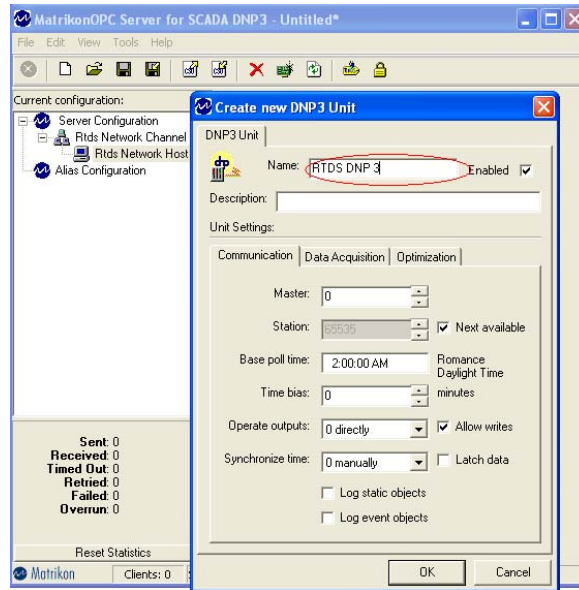 MatrikonOPC Server for SCADA DNP3 - Untitled*
File Edit View Tools Help
Current configuration:
Server Configuration
Rtds Network Channel
Rtds Network Host
Alias Configuration
Sent: 0
Received: 0
Timed Out: 0
Retried: 0
Failed: 0
Overrun: 0
Reset Statistics
Matrikon Clients: 0
Create new DNP3 Unit
DNP3 Unit
Name: RTDS DNP 3 Enabled
Description:
Unit Settings:
Communication Data Acquisition Optimization
Master: 0
Station: 65535 Next available
Base poll time: 2:00:00 AM Romance
Daylight Time
Time bias: 0 minutes
Operate outputs: 0 directly Allow writes
Synchronize time: 0 manually Latch data
Log static objects
Log event objects
OK Cancel